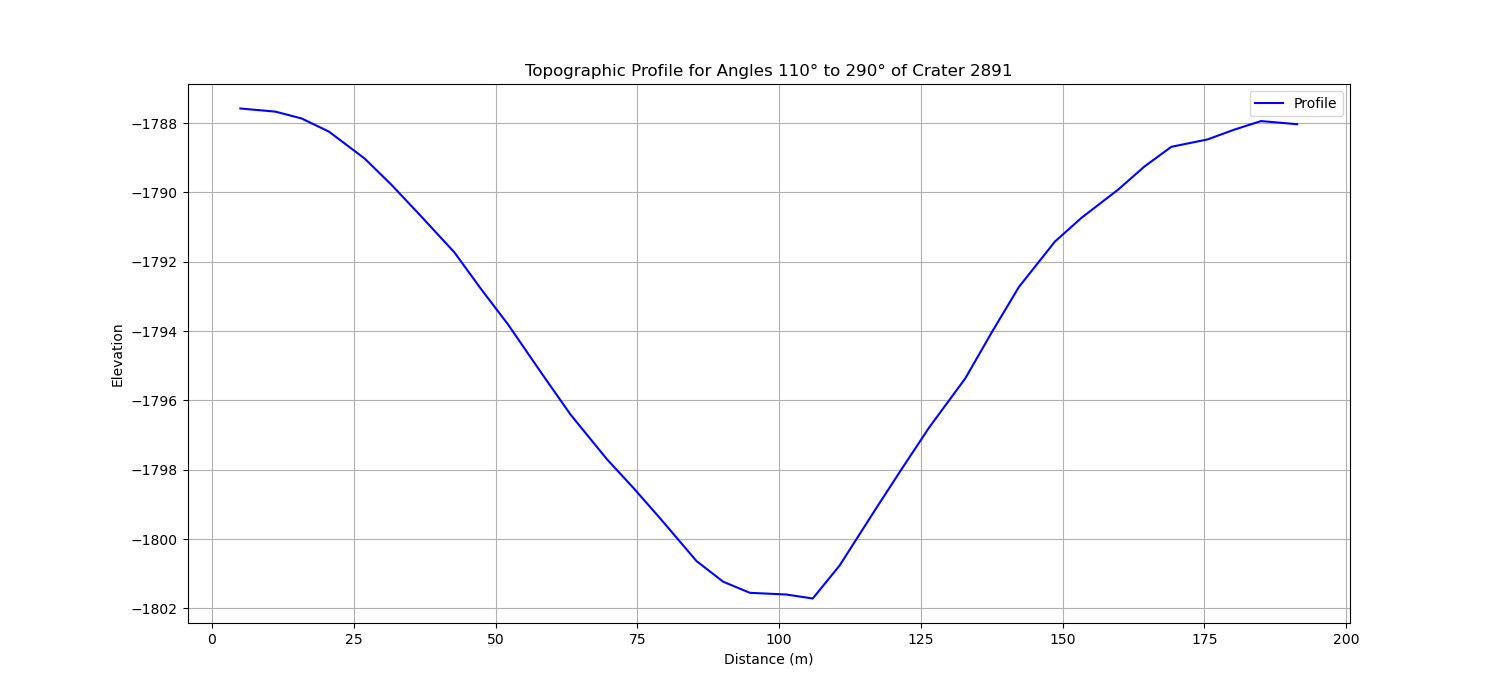 Topographic Profile for Angles 110° to 290° of Crater 2891
Profile
−1788
−1790
−1792
−1794
−1796
−1798
−1800
−1802
Elevation
0 25 50 75 100 125 150 175 200
Distance (m)